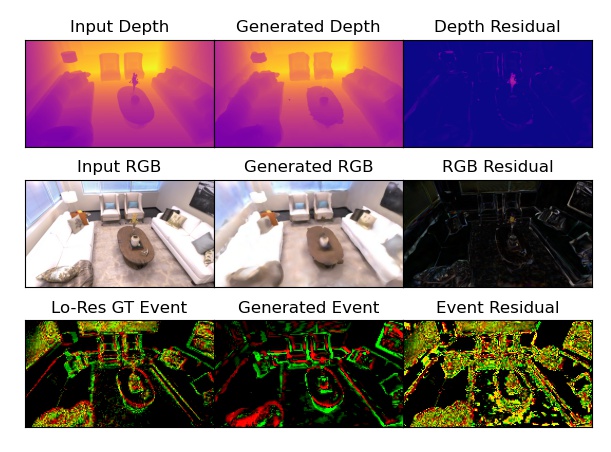 Input Depth
Generated Depth
Depth Residual
Input RGB
Generated RGB
RGB Residual
Lo-Res GT Event
Generated Event
Event Residual